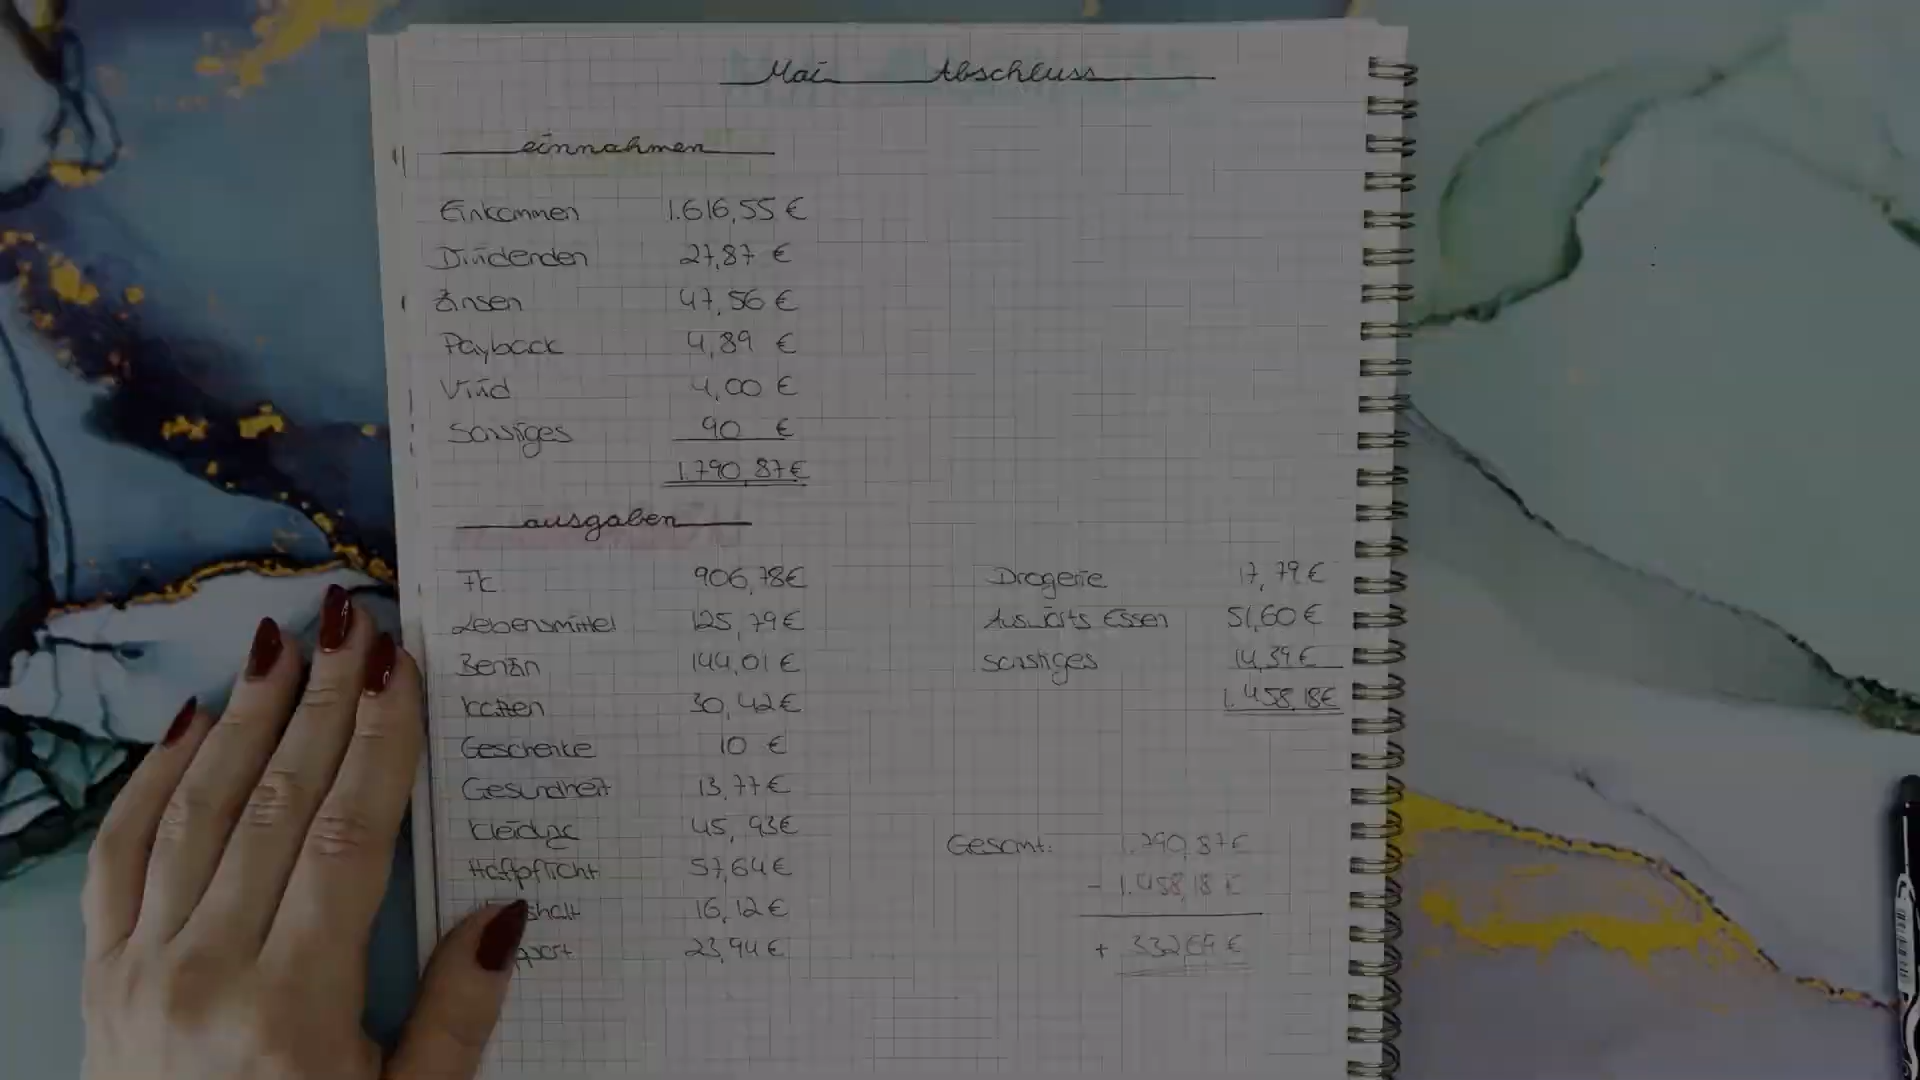 Mai Abschluss
einnahmen
Einkommen 1.616,55 €
Dividenden 27,87 €
Zinsen 47,56 €
Payback 4,89 €
Vinted 4,00 €
Sonstiges 90 €
1.790,87 €
ausgaben
FK 906,78 €
Lebensmittel 125,79 €
Benzin 144,01 €
Katzen 30,42 €
Geschenke 10 €
Gesundheit 13,77 €
Kleidung 45,93 €
Haftpflicht 57,64 €
shalt 16,12 €
port 23,94 €
Drogerie 17,79 €
Auswärts Essen 51,60 €
Sonstiges 14,39 €
1.458,18 €
Gesamt: 1.790,87 €
- 1.458,18 €
+ 332,69 €